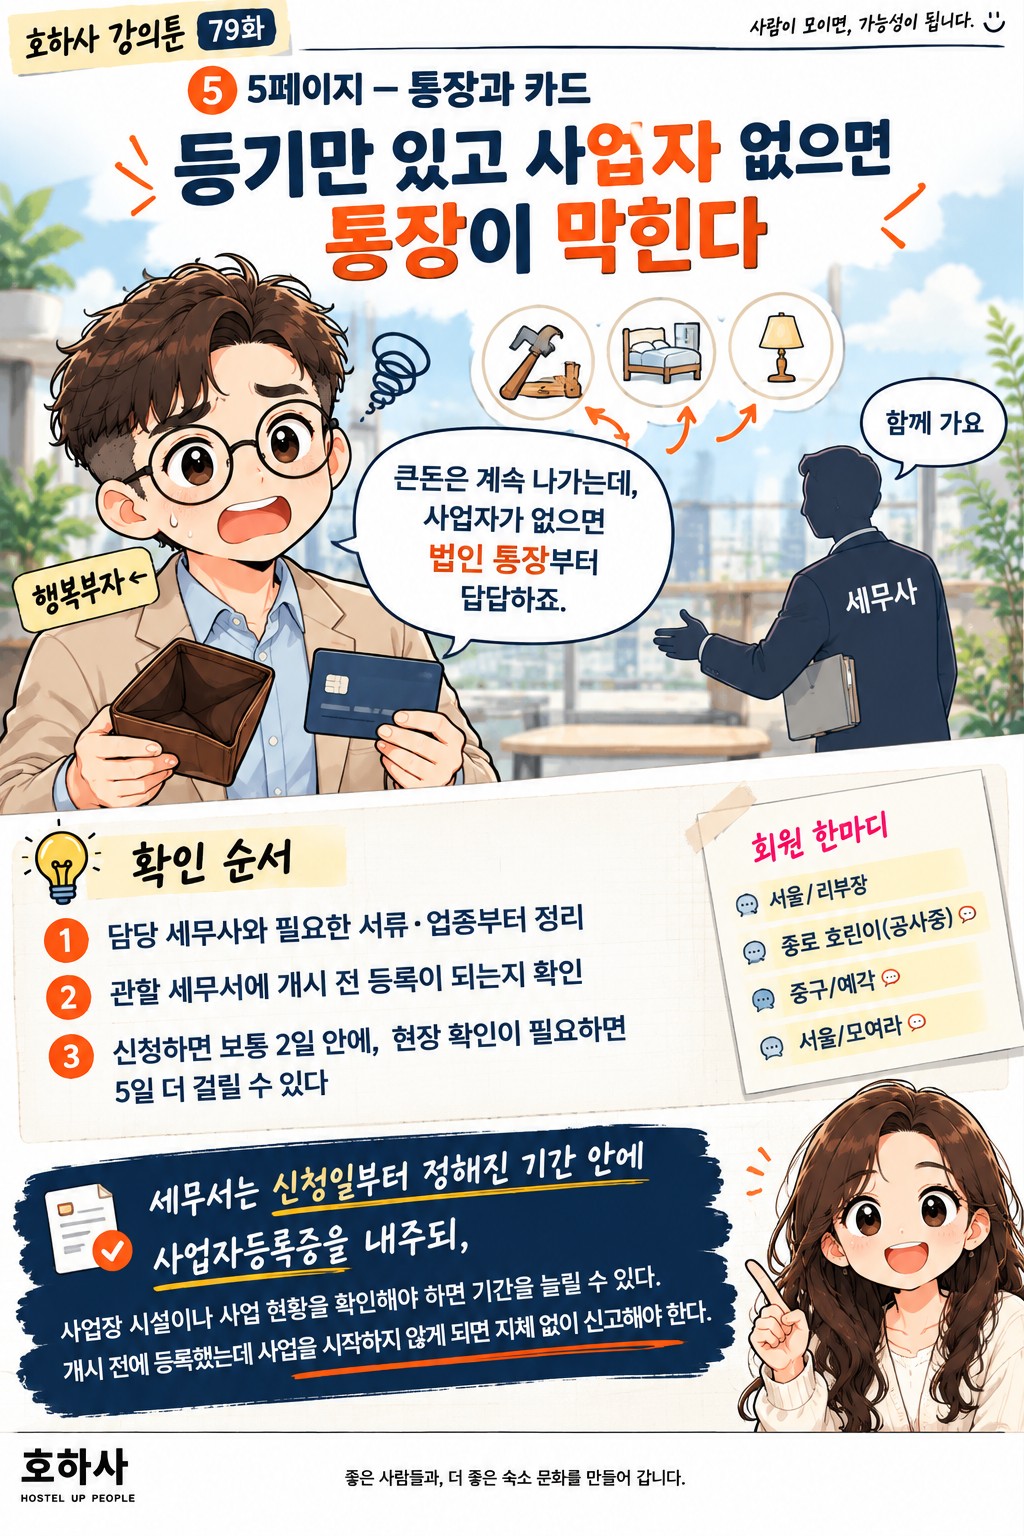 호하사 강의툰 79화
사람이 모이면, 가능성이 됩니다.
5 5페이지 – 통장과 카드
등기만 있고 사업자 없으면
통장이 막힌다
함께 가요
큰돈은 계속 나가는데,
사업자가 없으면
법인 통장부터
답답하죠.
행복부자←
세무사
확인 순서
1 담당 세무사와 필요한 서류·업종부터 정리
2 관할 세무서에 개시 전 등록이 되는지 확인
3 신청하면 보통 2일 안에, 현장 확인이 필요하면
5일 더 걸릴 수 있다
회원 한마디
서울/리부장
종로 호린이(공사중)
중구/예각
서울/모여라
세무서는 신청일부터 정해진 기간 안에
사업자등록증을 내주되,
사업장 시설이나 사업 현황을 확인해야 하면 기간을 늘릴 수 있다.
개시 전에 등록했는데 사업을 시작하지 않게 되면 지체 없이 신고해야 한다.
호하사
HOSTEL UP PEOPLE
좋은 사람들과, 더 좋은 숙소 문화를 만들어 갑니다.